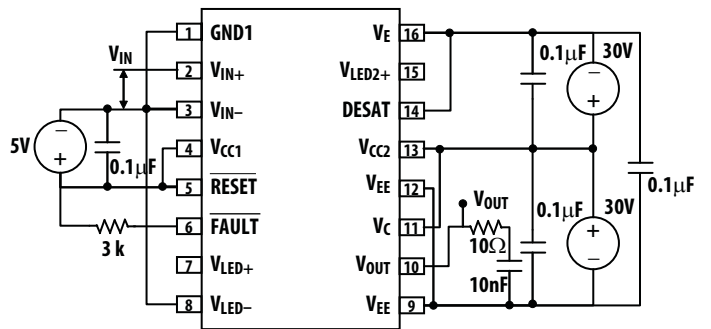 1 GND1
2 VIN+
3 VIN–
4 VCC1
5 RESET
6 FAULT
7 VLED+
8 VLED–
VE 16
VLED2+ 15
DESAT 14
VCC2 13
VEE 12
VC 11
VOUT 10
VEE 9
VIN
5V
–
+
0.1µF
3 k
0.1µF
30V
–
+
0.1µF
VOUT
10Ω
10nF
0.1µF
30V
+
–